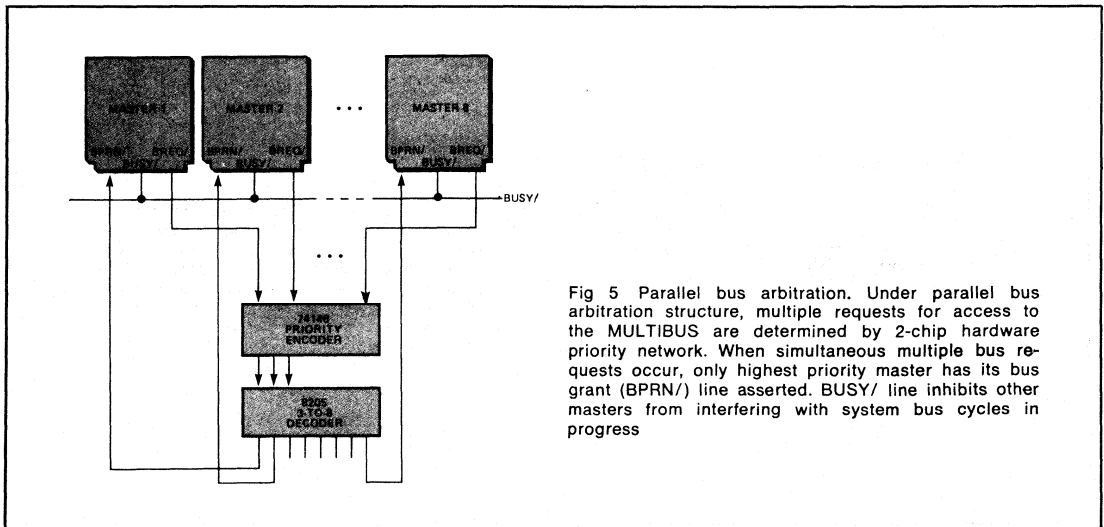 MASTER 1
MASTER 2
• • •
MASTER 8
BPRN/
BREQ/
BUSY/
BPRN/
BREQ/
BUSY/
BPRN/
BREQ/
BUSY/
BUSY/
• • •
74148
PRIORITY
ENCODER
8205
3-TO-8
DECODER
Fig 5 Parallel bus arbitration. Under parallel bus
arbitration structure, multiple requests for access to
the MULTIBUS are determined by 2-chip hardware
priority network. When simultaneous multiple bus re-
quests occur, only highest priority master has its bus
grant (BPRN/) line asserted. BUSY/ line inhibits other
masters from interfering with system bus cycles in
progress